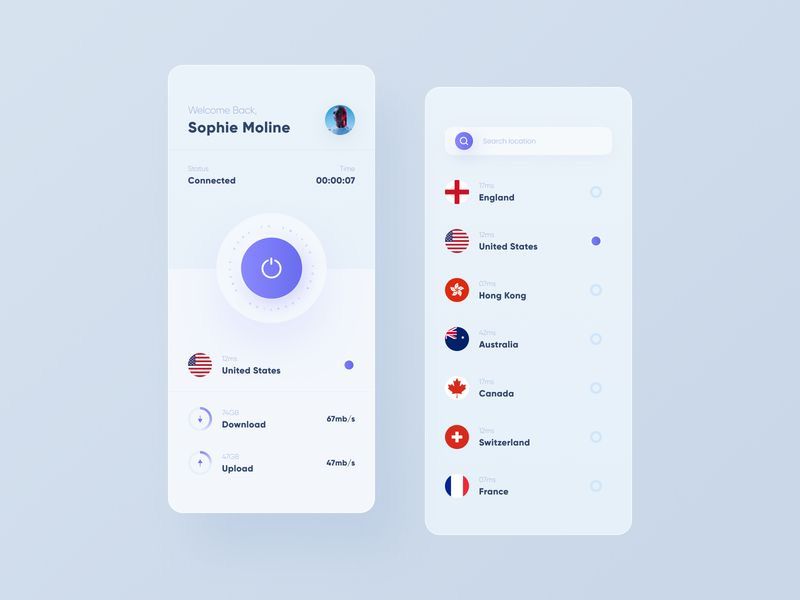 Welcome Back,
Sophie Moline
Status
Time
Connected
00:00:07
12ms
United States
74GB
Download
67mb/s
47GB
Upload
47mb/s
Search location
17ms
England
12ms
United States
07ms
Hong Kong
42ms
Australia
17ms
Canada
12ms
Switzerland
07ms
France